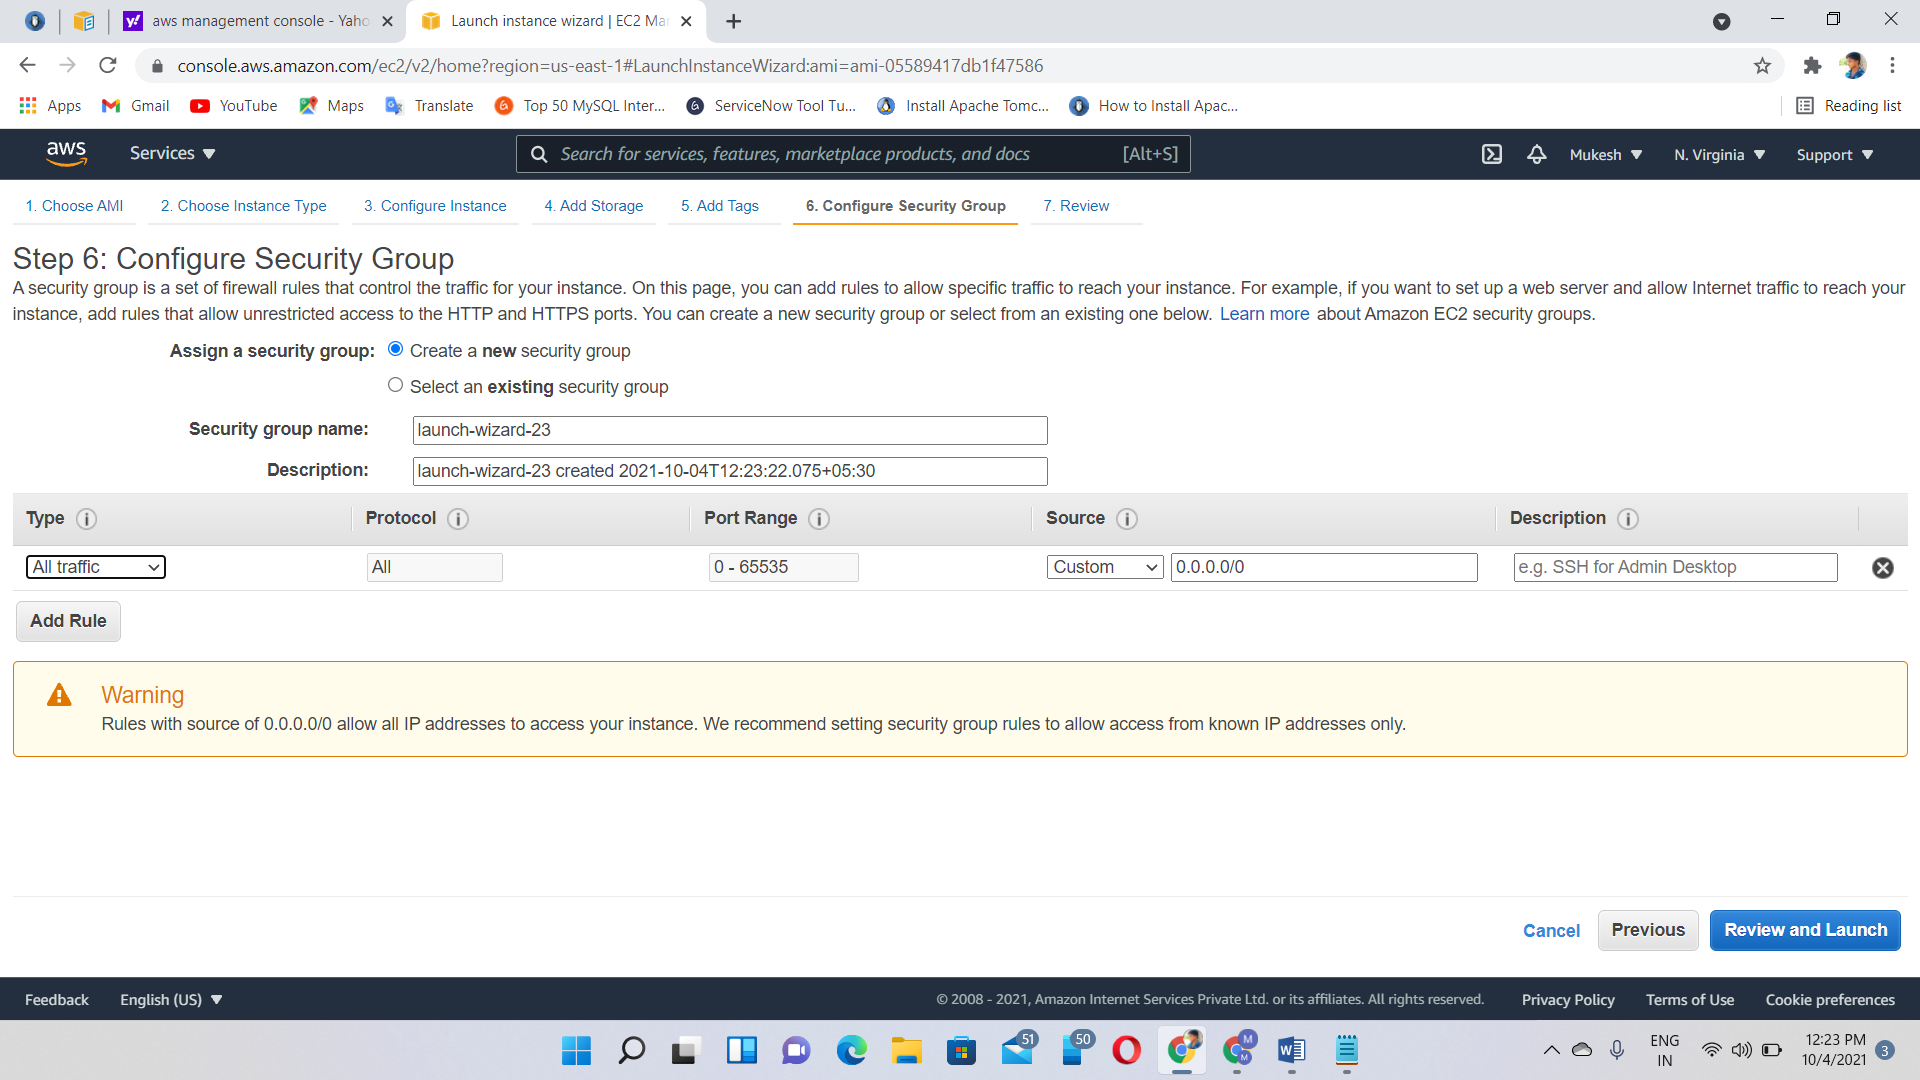 aws management console - Yaho
Launch instance wizard | EC2 Mar
console.aws.amazon.com/ec2/v2/home?region=us-east-1#LaunchInstanceWizard:ami=ami-05589417db1f47586
Apps Gmail YouTube Maps Translate Top 50 MySQL Inter... ServiceNow Tool Tu... Install Apache Tomc... How to Install Apac... Reading list
aws Services Search for services, features, marketplace products, and docs [Alt+S] Mukesh N. Virginia Support
1. Choose AMI 2. Choose Instance Type 3. Configure Instance 4. Add Storage 5. Add Tags 6. Configure Security Group 7. Review
Step 6: Configure Security Group
A security group is a set of firewall rules that control the traffic for your instance. On this page, you can add rules to allow specific traffic to reach your instance. For example, if you want to set up a web server and allow Internet traffic to reach your
instance, add rules that allow unrestricted access to the HTTP and HTTPS ports. You can create a new security group or select from an existing one below. Learn more about Amazon EC2 security groups.
Assign a security group: Create a new security group
Select an existing security group
Security group name: launch-wizard-23
Description: launch-wizard-23 created 2021-10-04T12:23:22.075+05:30
Type Protocol Port Range Source Description
All traffic All 0 - 65535 Custom 0.0.0.0/0 e.g. SSH for Admin Desktop
Add Rule
Warning
Rules with source of 0.0.0.0/0 allow all IP addresses to access your instance. We recommend setting security group rules to allow access from known IP addresses only.
Cancel Previous Review and Launch
Feedback English (US) © 2008 - 2021, Amazon Internet Services Private Ltd. or its affiliates. All rights reserved. Privacy Policy Terms of Use Cookie preferences
51 50 M M ENG 12:23 PM
IN 10/4/2021 3